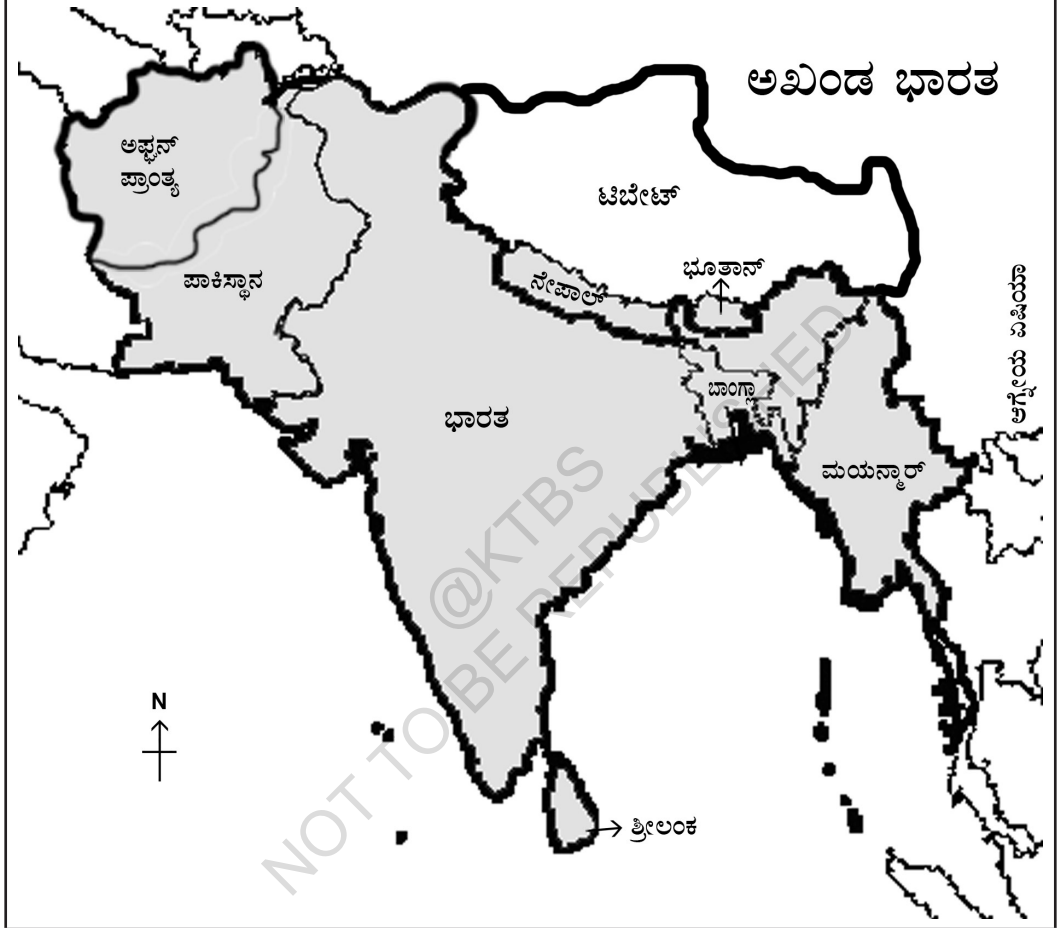 ಅಖಂಡ ಭಾರತ
ಅಫ್ಘನ್
ಪ್ರಾಂತ್ಯ
ಟಿಬೇಟ್
ಪಾಕಿಸ್ಥಾನ
ನೇಪಾಲ್
ಭೂತಾನ್
ಆಗ್ನೇಯ ಏಷಿಯಾ
ಬಾಂಗ್ಲಾ
ಭಾರತ
ಮಯನ್ಮಾರ್
@KTBS
NOT TO BE REPUBLISHED
N
ಶ್ರೀಲಂಕ